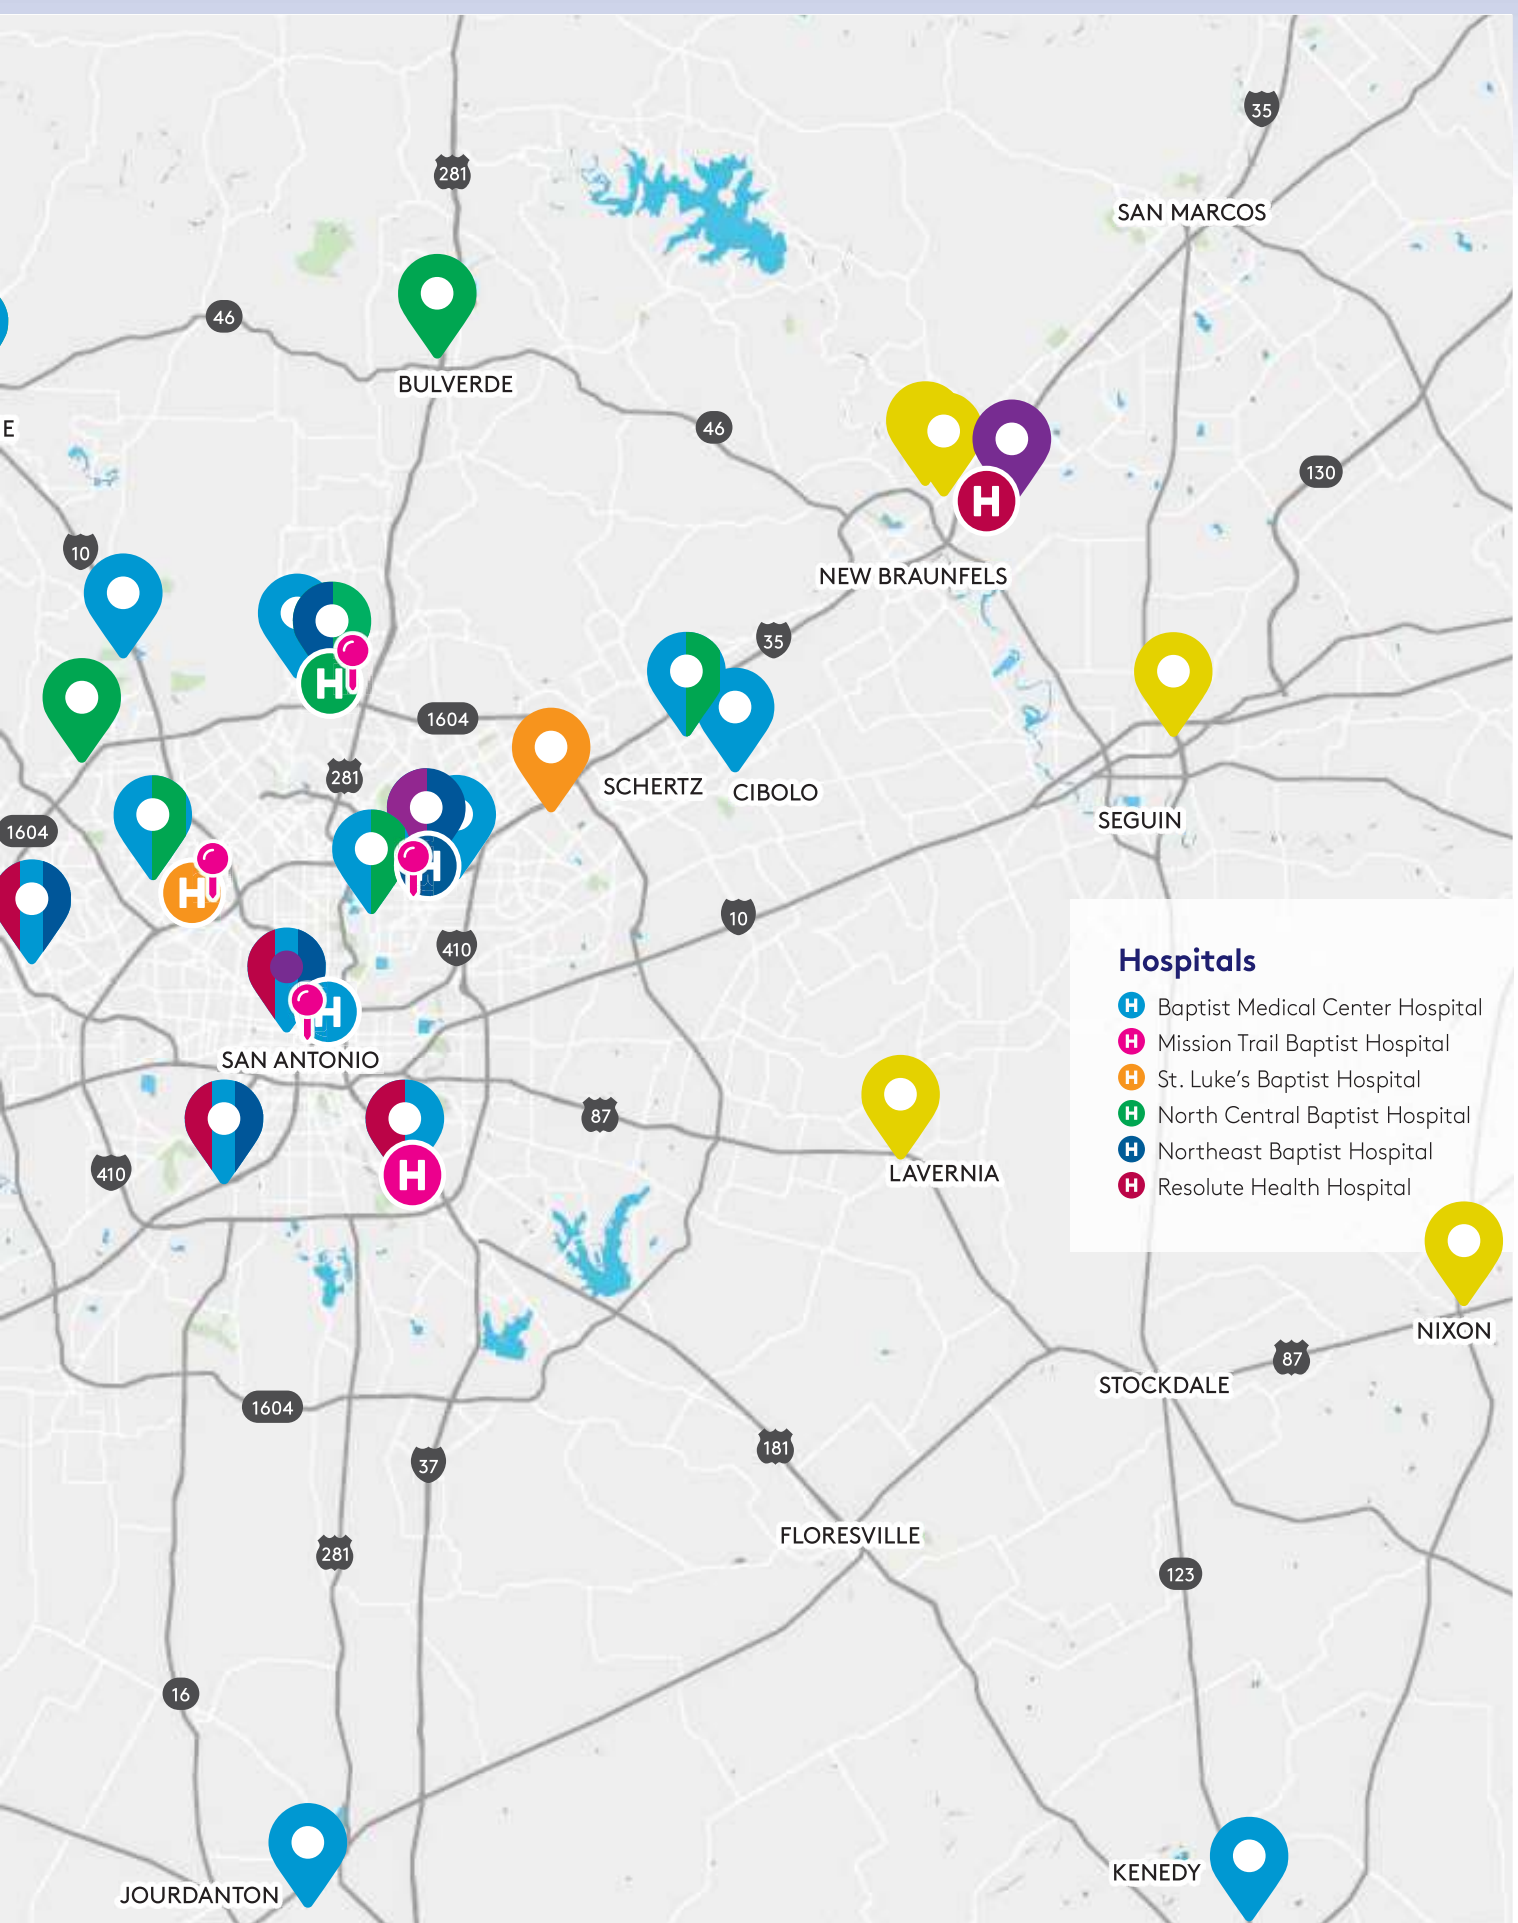 35
281
SAN MARCOS
46
BULVERDE
46
E
130
10
H
NEW BRAUNFELS
35
H
1604
281
SCHERTZ
CIBOLO
SEGUIN
1604
H
H
10
410
Hospitals
H Baptist Medical Center Hospital
H Mission Trail Baptist Hospital
H St. Luke's Baptist Hospital
H North Central Baptist Hospital
H Northeast Baptist Hospital
H Resolute Health Hospital
H
SAN ANTONIO
87
410
H
LAVERNIA
NIXON
87
STOCKDALE
1604
181
37
FLORESVILLE
281
123
16
KENEDY
JOURDANTON